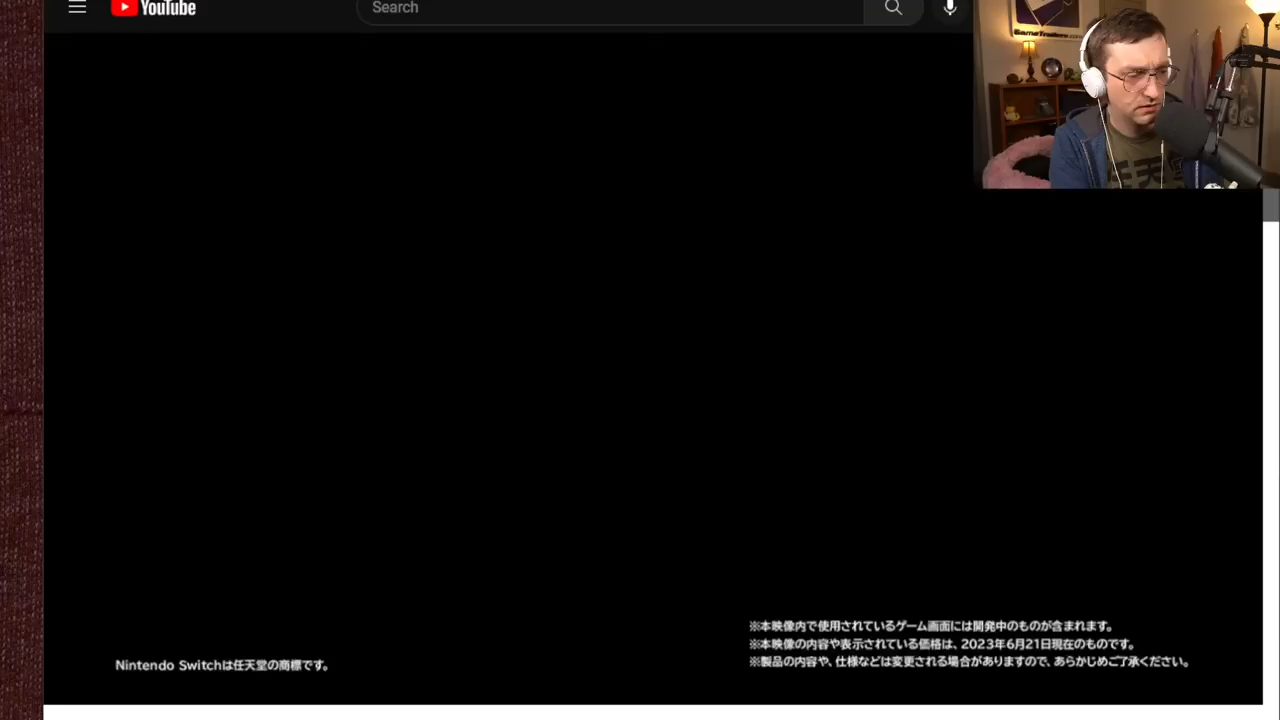 YouTube
Search
GameTrailers.com
※本映像内で使用されているゲーム画面には開発中のものが含まれます。
※本映像の内容や表示されている価格は、2023年6月21日現在のものです。
※製品の内容や、仕様などは変更される場合がありますので、あらかじめご了承ください。
Nintendo Switchは任天堂の商標です。